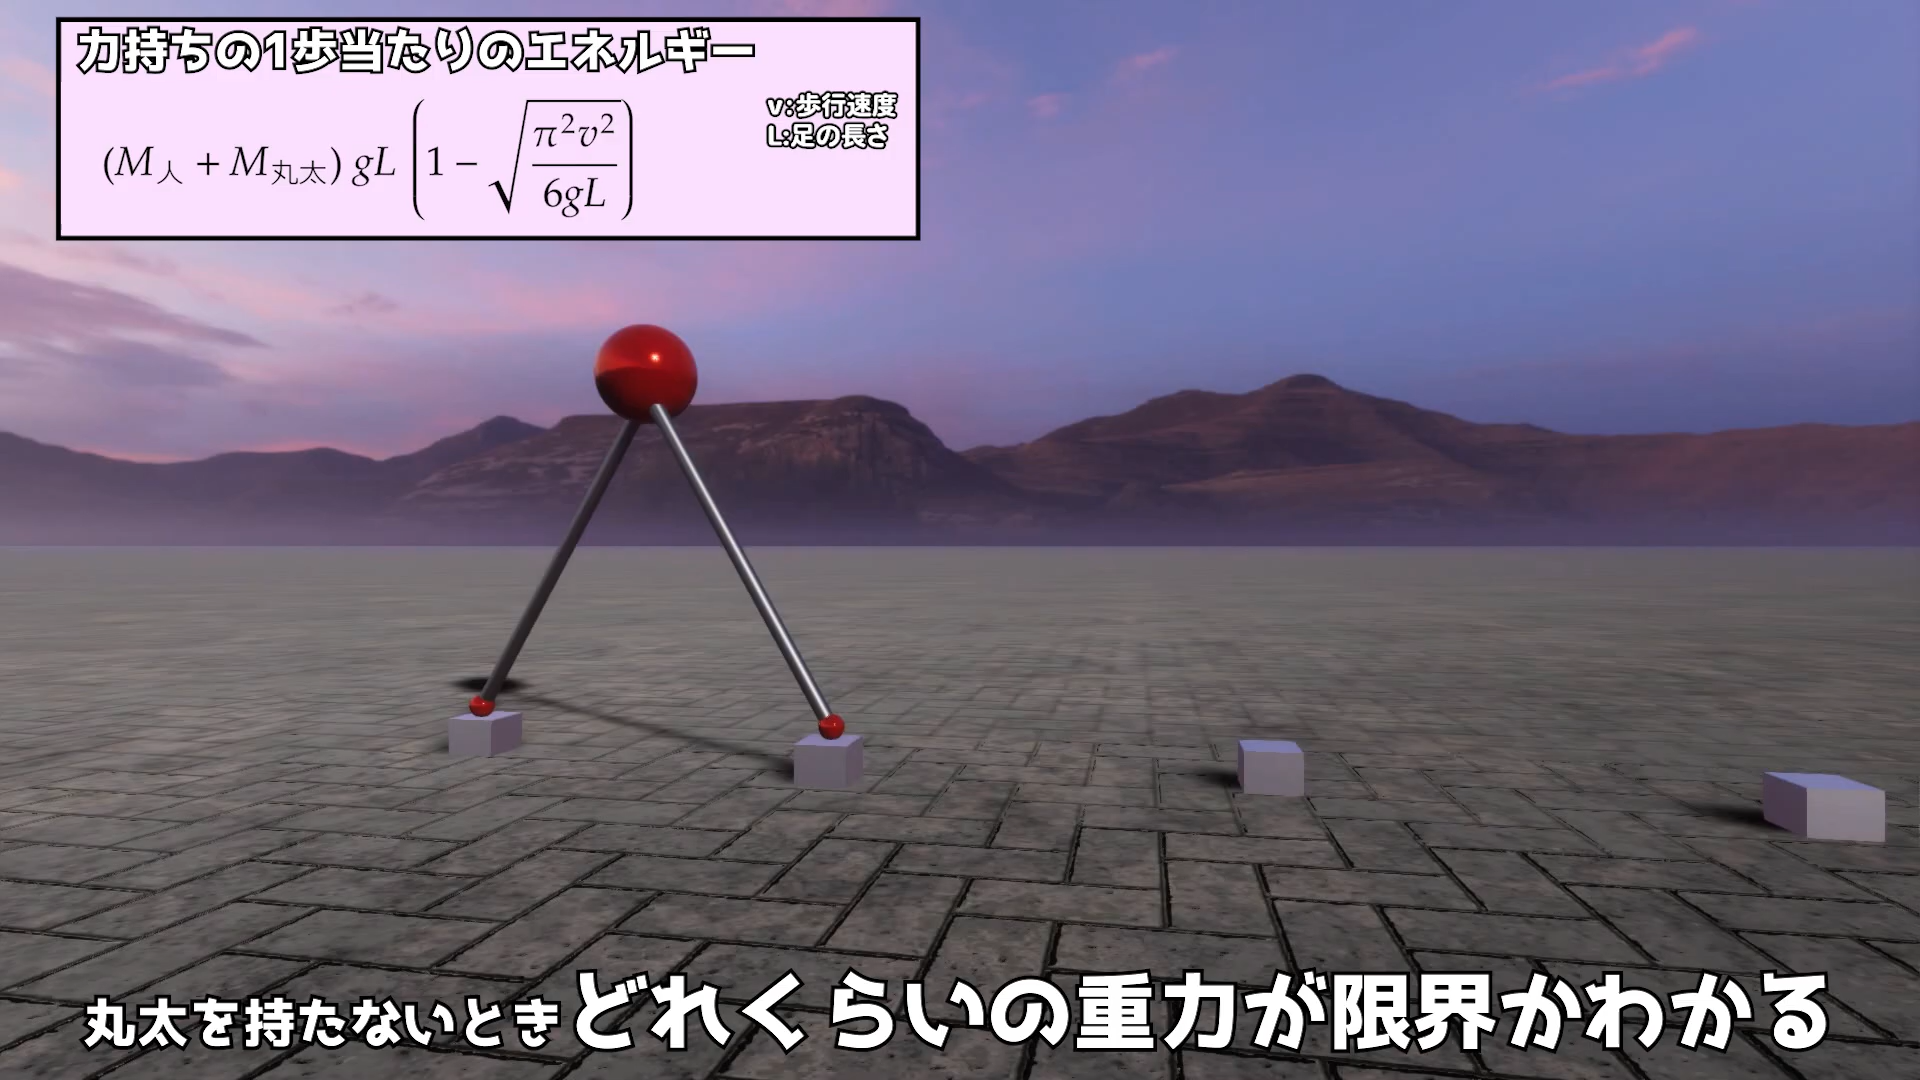 力持ちの1歩当たりのエネルギー
v:歩行速度
L:足の長さ
(M人 + M丸太) gL (1 − √(π²v²/6gL))
丸太を持たないときどれくらいの重力が限界かわかる